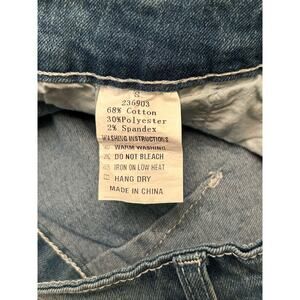 S
236903
68% Cotton
30%Polyester
2% Spandex
WASHING INSTRUCTIONS
WARM WASHING
DO NOT BLEACH
IRON ON LOW HEAT
HANG DRY
MADE IN CHINA